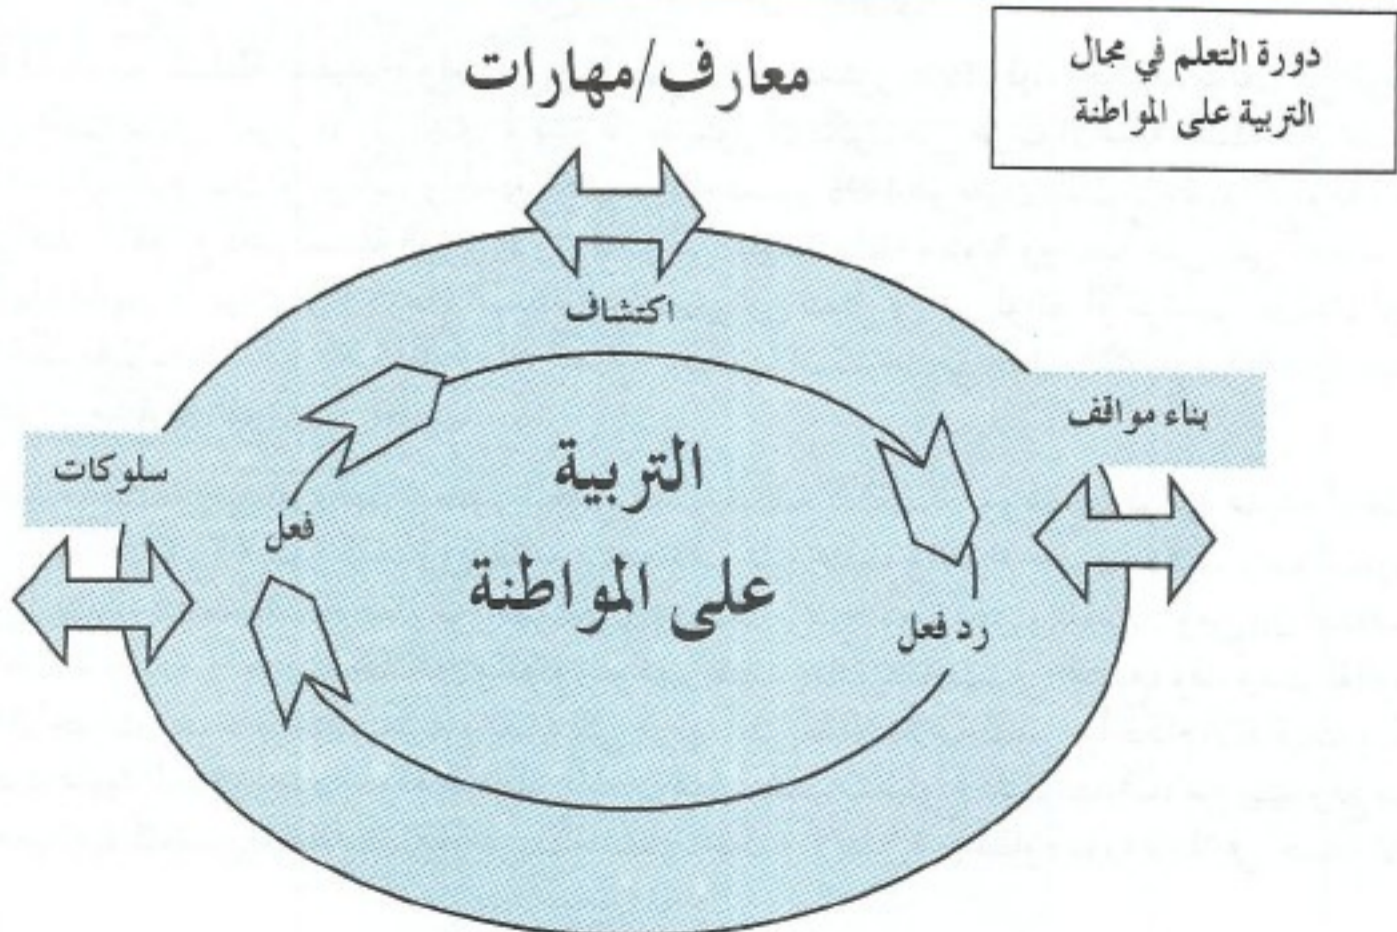 دورة التعلم في مجال
التربية على المواطنة
معارف/مهارات
اكتشاف
بناء مواقف
سلوكات
فعل
التربية
على المواطنة
رد فعل